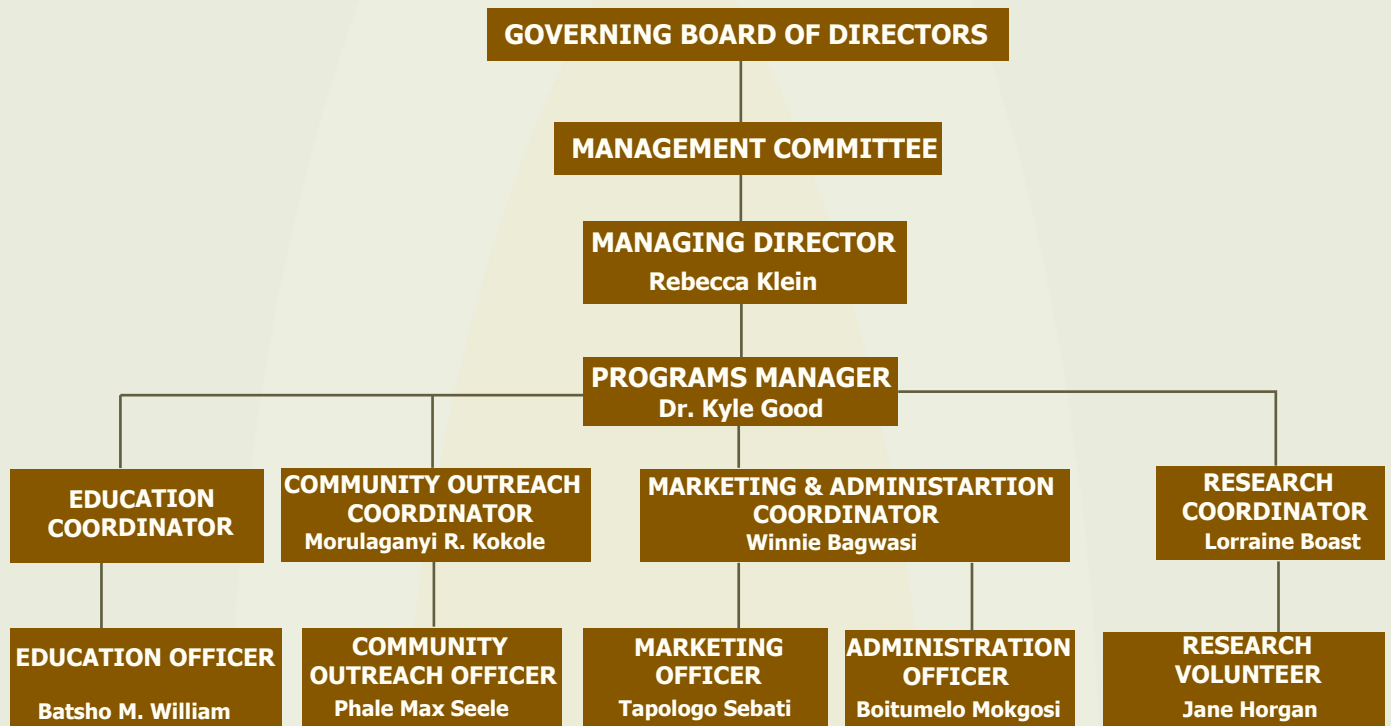 GOVERNING BOARD OF DIRECTORS
MANAGEMENT COMMITTEE
MANAGING DIRECTOR
Rebecca Klein
PROGRAMS MANAGER
Dr. Kyle Good
EDUCATION
COORDINATOR
COMMUNITY OUTREACH
COORDINATOR
Morulaganyi R. Kokole
MARKETING & ADMINISTARTION
COORDINATOR
Winnie Bagwasi
RESEARCH
COORDINATOR
Lorraine Boast
EDUCATION OFFICER
Batsho M. William
COMMUNITY
OUTREACH OFFICER
Phale Max Seele
MARKETING
OFFICER
Tapologo Sebati
ADMINISTRATION
OFFICER
Boitumelo Mokgosi
RESEARCH
VOLUNTEER
Jane Horgan